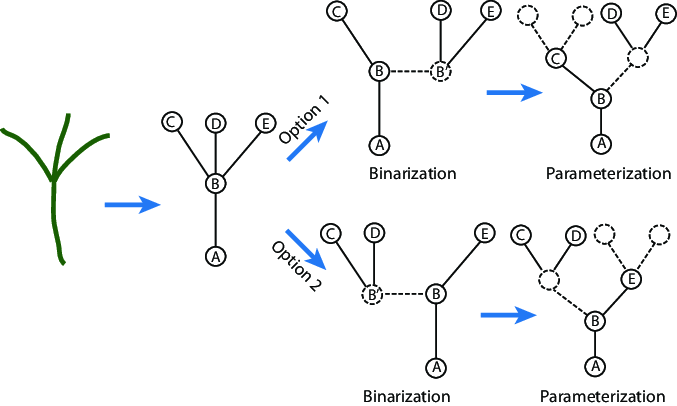 C D E
B
A
Option 1
C D E
B B
A
Binarization
D E
C
B
A
Parameterization
Option 2
C D E
B B
A
Binarization
C D
E
B
A
Parameterization